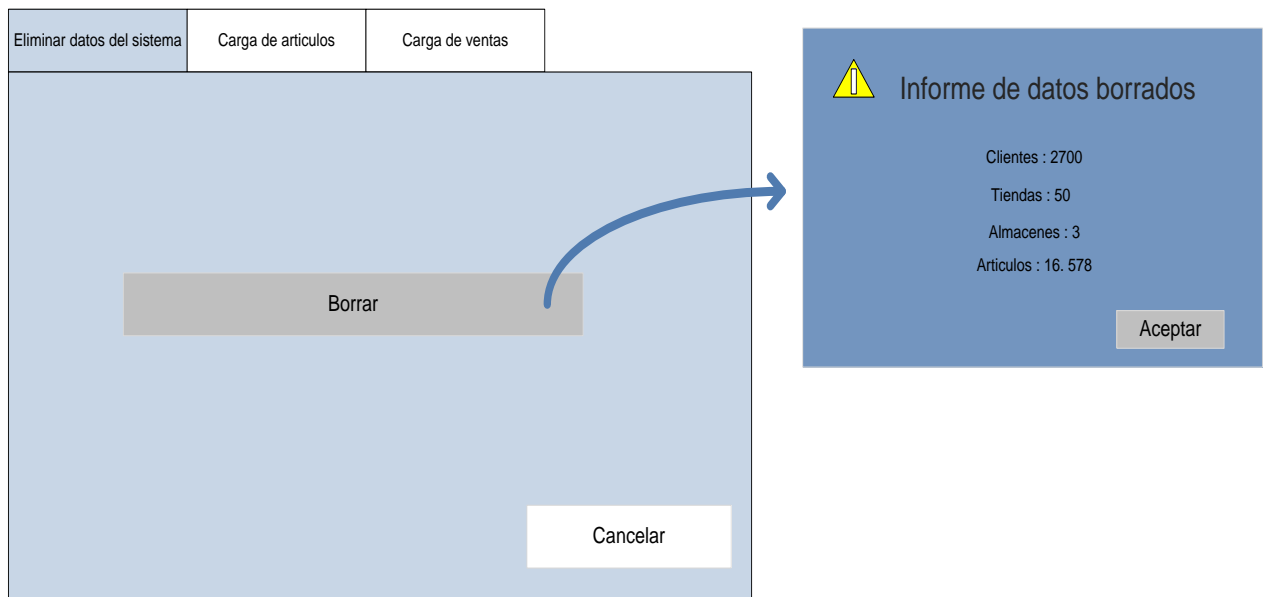 Eliminar datos del sistema
Carga de articulos
Carga de ventas
Borrar
Cancelar
Informe de datos borrados
Clientes : 2700
Tiendas : 50
Almacenes : 3
Articulos : 16. 578
Aceptar